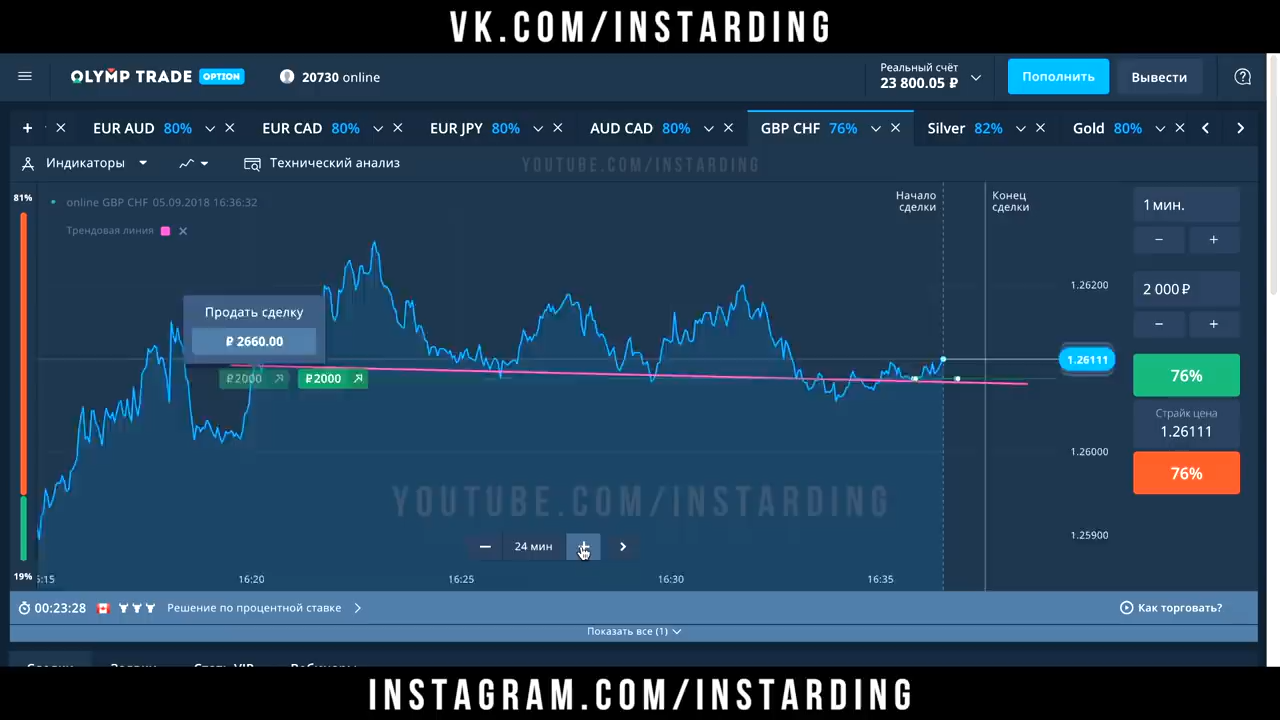 VK.COM/INSTARDING
OLYMP TRADE OPTION
20730 online
Реальный счёт
23 800.05 ₽
Пополнить
Вывести
EUR AUD 80%
EUR CAD 80%
EUR JPY 80%
AUD CAD 80%
GBP CHF 76%
Silver 82%
Gold 80%
Индикаторы
Технический анализ
YOUTUBE.COM/INSTARDING
81%
online GBP CHF 05.09.2018 16:36:32
Трендовая линия
Начало
сделки
Конец
сделки
1 мин.
1.26200
2 000 ₽
Продать сделку
₽ 2660.00
₽2000
₽2000
1.26111
76%
Страйк цена
1.26111
1.26000
76%
YOUTUBE.COM/INSTARDING
1.25900
24 мин
19%
16:20
16:25
16:30
16:35
00:23:28
Решение по процентной ставке
Как торговать?
Показать все (1)
INSTAGRAM.COM/INSTARDING